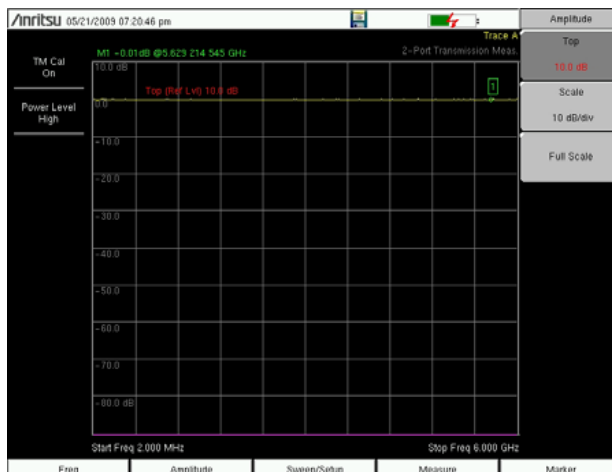 Anritsu 05/21/2009 07:20:46 pm
Trace A
M1 -0.01dB @5.629 214 545 GHz
2-Port Transmission Meas.
TM Cal
On
Power Level
High
10.0 dB
Top (Ref Lvl) 10.0 dB
1
0.0
-10.0
-20.0
-30.0
-40.0
-50.0
-60.0
-70.0
-80.0 dB
Start Freq 2.000 MHz
Stop Freq 6.000 GHz
Amplitude
Top
10.0 dB
Scale
10 dB/div
Full Scale
Freq
Amplitude
Sweep/Setup
Measure
Marker